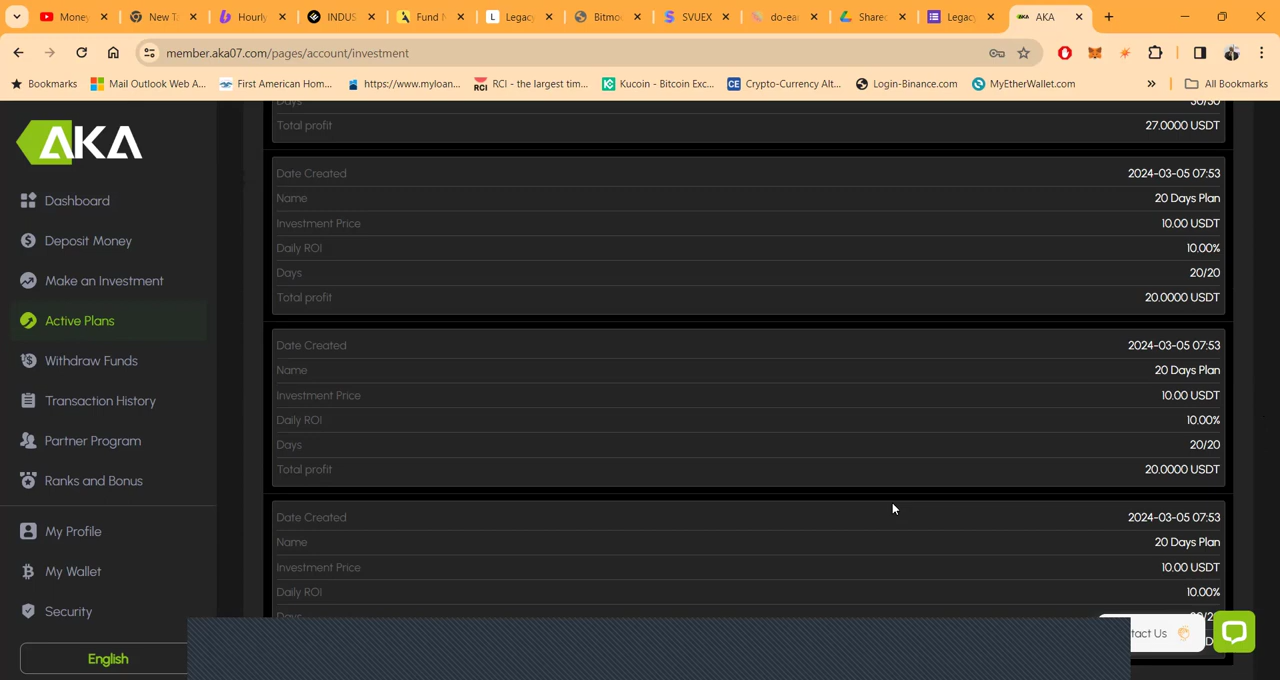 Money
New T
Hourly
INDUS
Fund
Legac
Bitmo
SVUEX
do-ear
Share
Legac
AKA
member.aka07.com/pages/account/investment
Bookmarks
Mail Outlook Web A...
First American Hom...
https://www.myloan...
RCI - the largest tim...
Kucoin - Bitcoin Exc...
Crypto-Currency Alt...
Login-Binance.com
MyEtherWallet.com
»
All Bookmarks
AKA
Dashboard
Deposit Money
Make an Investment
Active Plans
Withdraw Funds
Transaction History
Partner Program
Ranks and Bonus
My Profile
My Wallet
Security
English
Days 30/30
Total profit 27.0000 USDT
Date Created 2024-03-05 07:53
Name 20 Days Plan
Investment Price 10.00 USDT
Daily ROI 10.00%
Days 20/20
Total profit 20.0000 USDT
Date Created 2024-03-05 07:53
Name 20 Days Plan
Investment Price 10.00 USDT
Daily ROI 10.00%
Days 20/20
Total profit 20.0000 USDT
Date Created 2024-03-05 07:53
Name 20 Days Plan
Investment Price 10.00 USDT
Daily ROI 10.00%
Days
tact Us